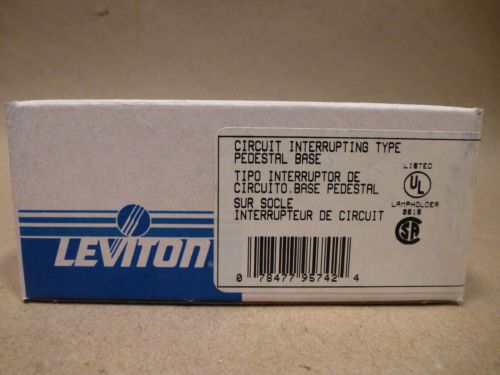 CIRCUIT INTERRUPTING TYPE
PEDESTAL BASE
TIPO INTERRUPTOR DE
CIRCUITO.BASE PEDESTAL
SUR SOCLE
INTERRUPTEUR DE CIRCUIT
LISTED
UL
LAMPHOLDER
SA
LEVITON
0 78477 95742 4